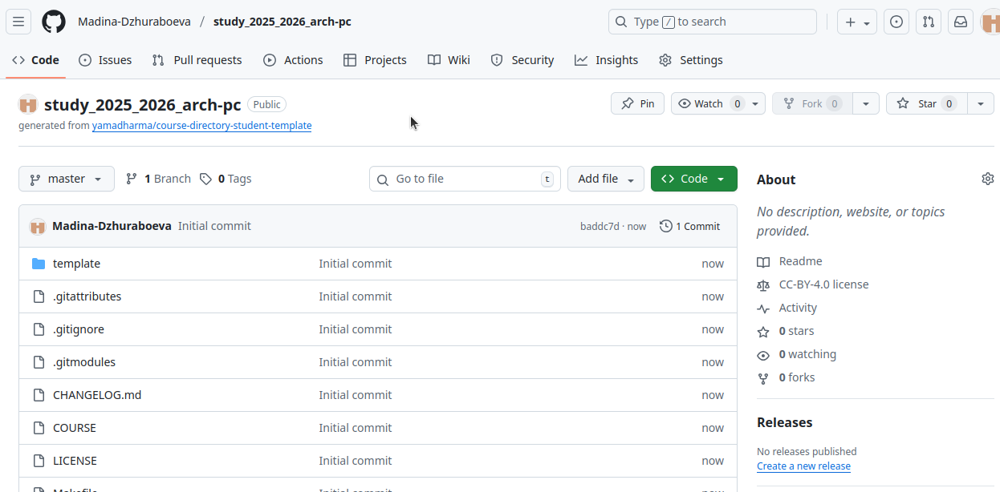 Madina-Dzhuraboeva / study_2025_2026_arch-pc
Type / to search
Code Issues Pull requests Actions Projects Wiki Security Insights Settings
study_2025_2026_arch-pc Public
Pin Watch 0 Fork 0 Star 0
generated from yamadharma/course-directory-student-template
master 1 Branch 0 Tags Go to file t Add file Code
Madina-Dzhuraboeva Initial commit baddc7d · now 1 Commit
template Initial commit now
.gitattributes Initial commit now
.gitignore Initial commit now
.gitmodules Initial commit now
CHANGELOG.md Initial commit now
COURSE Initial commit now
LICENSE Initial commit now
Makefile Initial commit now
About
No description, website, or topics
provided.
Readme
CC-BY-4.0 license
Activity
0 stars
0 watching
0 forks
Releases
No releases published
Create a new release